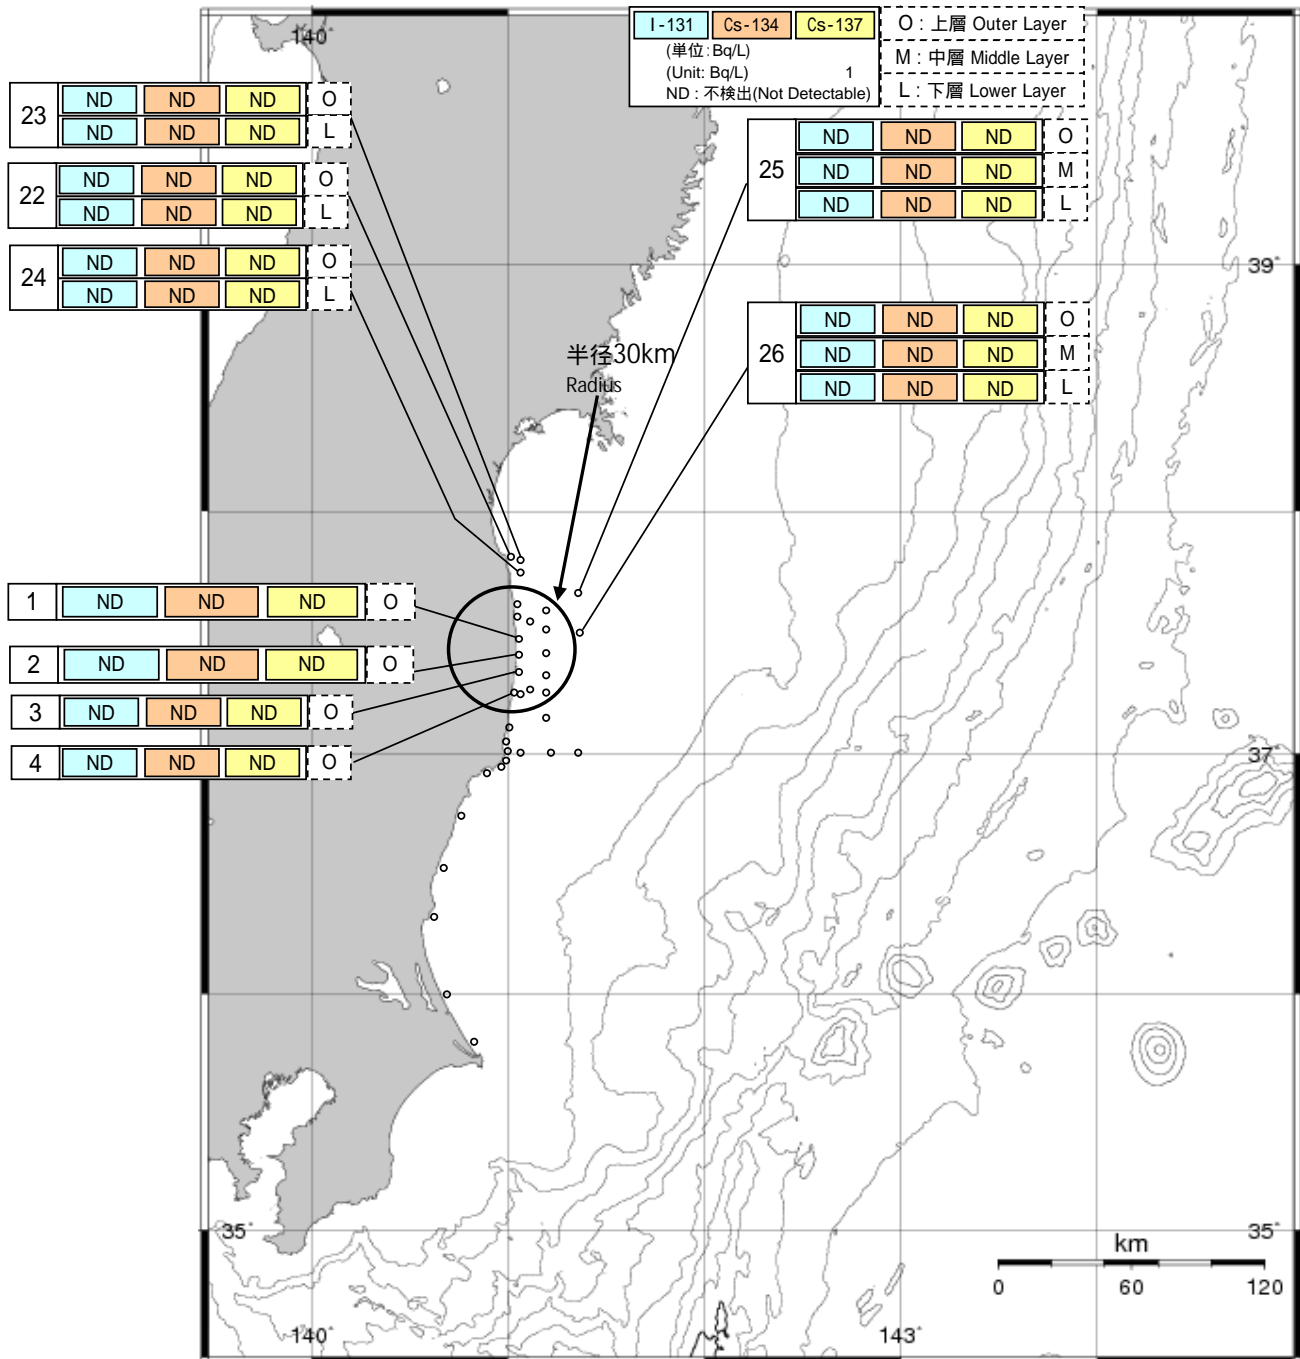 140°
I-131 Cs-134 Cs-137
(単位: Bq/L)
(Unit: Bq/L) 1
ND : 不検出(Not Detectable)
O : 上層 Outer Layer
M : 中層 Middle Layer
L : 下層 Lower Layer
23
ND ND ND O
ND ND ND L
22
ND ND ND O
ND ND ND L
24
ND ND ND O
ND ND ND L
25
ND ND ND O
ND ND ND M
ND ND ND L
39°
26
ND ND ND O
ND ND ND M
ND ND ND L
半径30km
Radius
1 ND ND ND O
2 ND ND ND O
3 ND ND ND O
4 ND ND ND O
37°
35°
35°
km
0 60 120
140°
143°